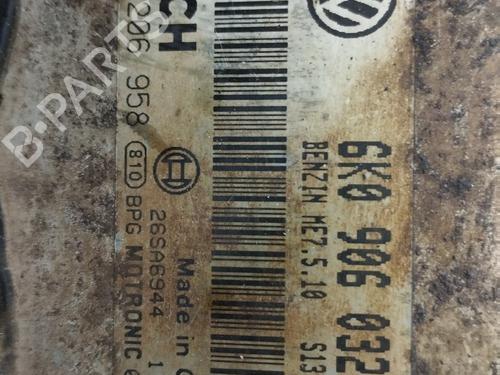 CH
206 958
810
BPG MOTRONIC
26SA6944
Made in
6K0 906 032
BENZIN ME7.5.10
S13
B-PARTS